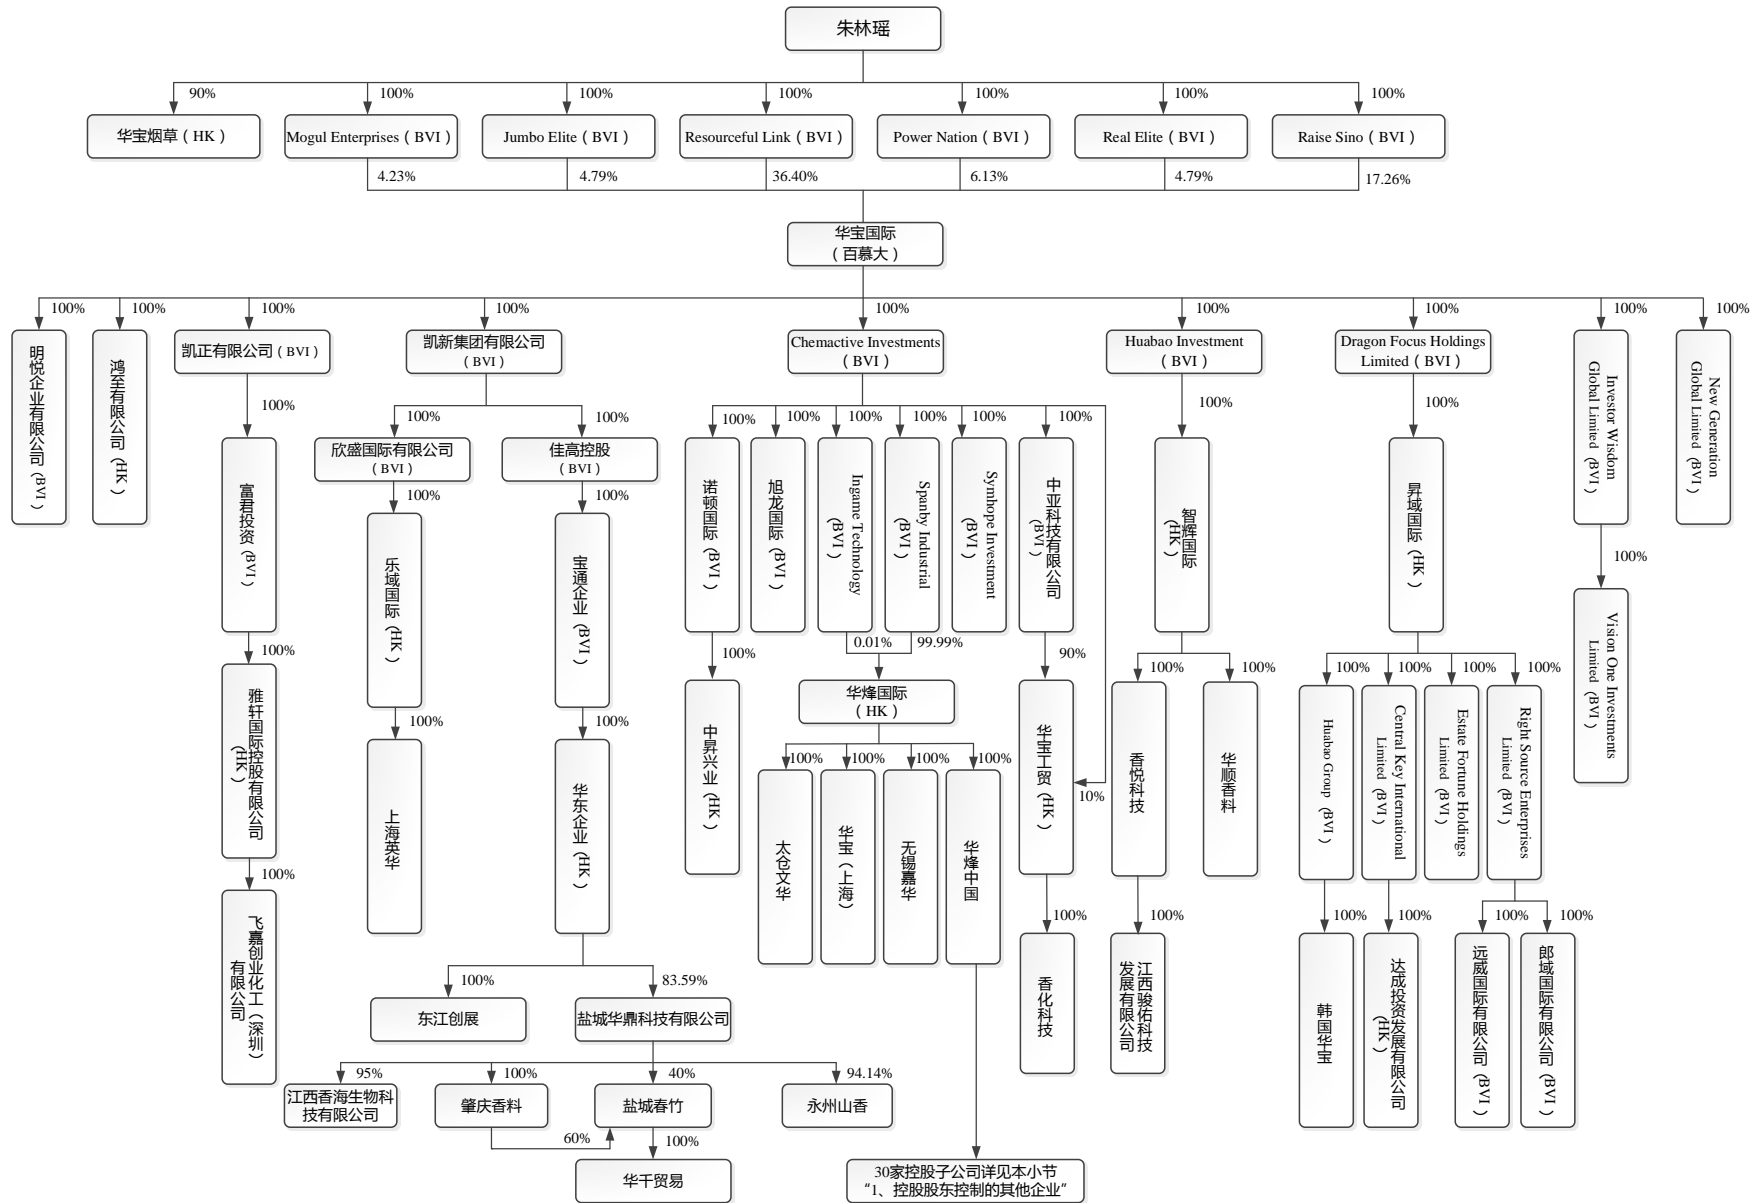 朱林瑶
90%
100%
100%
100%
100%
100%
100%
华宝烟草（HK）
Mogul Enterprises（BVI）
Jumbo Elite（BVI）
Resourceful Link（BVI）
Power Nation（BVI）
Real Elite（BVI）
Raise Sino（BVI）
4.23%
4.79%
36.40%
6.13%
4.79%
17.26%
华宝国际
（百慕大）
100%
100%
100%
100%
100%
100%
100%
100%
100%
明悦企业有限公司（BVI）
鸿至有限公司（HK）
凯正有限公司（BVI）
凯新集团有限公司
（BVI）
Chemactive Investments
（BVI）
Huabao Investment
（BVI）
Dragon Focus Holdings
Limited（BVI）
Investor Wisdom
Global Limited（BVI）
New Generation
Global Limited（BVI）
100%
100%
100%
100%
100%
100%
100%
100%
100%
100%
100%
100%
富君投资（BVI）
欣盛国际有限公司
（BVI）
佳高控股
（BVI）
诺顿国际（BVI）
旭龙国际（BVI）
Ingame Technology
（BVI）
Spanby Industrial
（BVI）
Symhope Investment
（BVI）
中亚科技有限公司
（BVI）
智辉国际
（HK）
昇域国际（HK）
Vision One Investments
Limited（BVI）
100%
100%
100%
100%
0.01%
99.99%
90%
10%
100%
100%
100%
100%
100%
100%
雅轩国际控股有限公司
（HK）
乐域国际（HK）
宝通企业（BVI）
中昇兴业（HK）
华烽国际
（HK）
华宝工贸（HK）
香悦科技
华顺香料
Huabao Group（BVI）
Central Key International
Limited（BVI）
Estate Fortune Holdings
Limited（BVI）
Right Source Enterprises
Limited（BVI）
100%
100%
100%
100%
100%
100%
100%
100%
100%
100%
100%
100%
100%
飞嘉创业化工（深圳）
有限公司
上海英华
华东企业（HK）
太仓文华
华宝（上海）
无锡嘉华
华烽中国
香化科技
江西骏佑科技
发展有限公司
韩国华宝
达成投资发展有限公司
（HK）
远威国际有限公司（BVI）
郎域国际有限公司（BVI）
100%
83.59%
东江创展
盐城华鼎科技有限公司
95%
100%
40%
94.14%
江西香海生物科
技有限公司
肇庆香料
盐城春竹
永州山香
60%
100%
华千贸易
30家控股子公司详见本小节
“1、控股股东控制的其他企业”